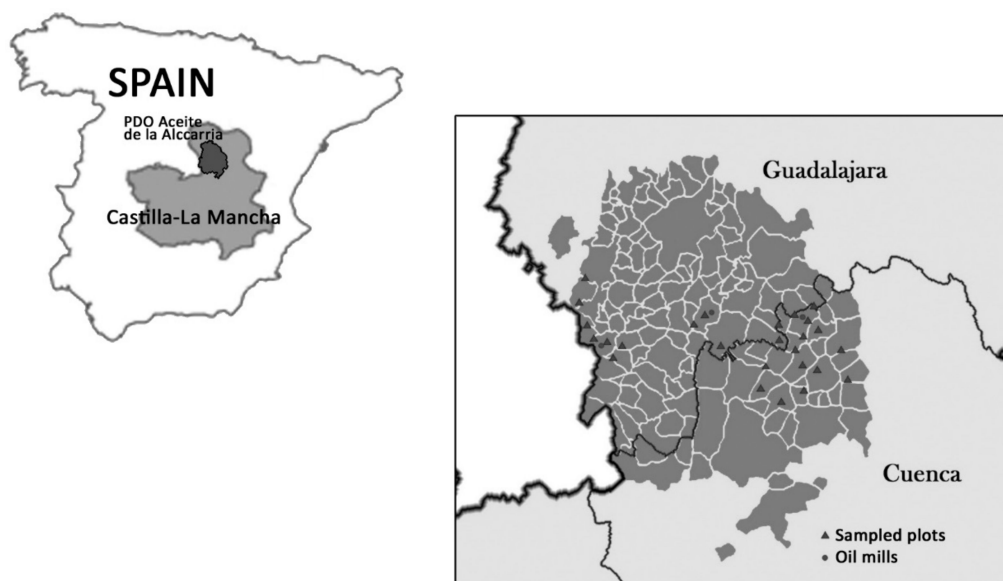 SPAIN
PDO Aceite
de la Alccarria
Castilla-La Mancha
Guadalajara
Cuenca
Sampled plots
Oil mills